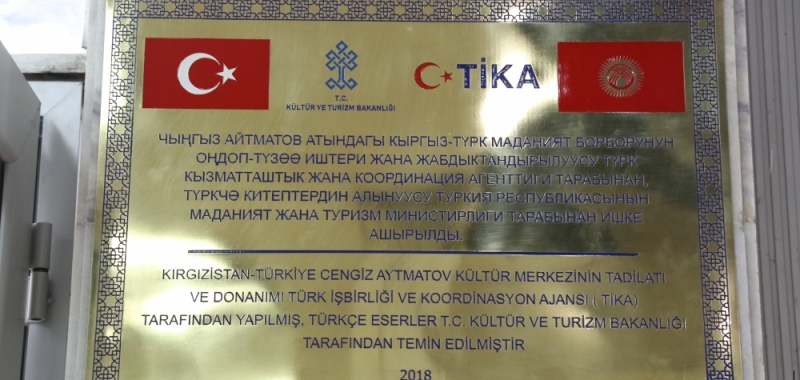 T.C.
KÜLTÜR VE TURİZM BAKANLIĞI
TİKA
ЧЫҢГЫЗ АЙТМАТОВ АТЫНДАГЫ КЫРГЫЗ-ТҮРК МАДАНИЯТ БОРБОРУНУН
ОҢДОП-ТҮЗӨӨ ИШТЕРИ ЖАНА ЖАБДЫКТАНДЫРЫЛУУСУ ТҮРК
КЫЗМАТТАШТЫК ЖАНА КООРДИНАЦИЯ АГЕНТТИГИ ТАРАБЫНАН,
ТҮРКЧӨ КИТЕПТЕРДИН АЛЫНУУСУ ТҮРКИЯ РЕСПУБЛИКАСЫНЫН
МАДАНИЯТ ЖАНА ТУРИЗМ МИНИСТИРЛИГИ ТАРАБЫНАН ИШКЕ
АШЫРЫЛДЫ.
KIRGIZİSTAN-TÜRKİYE CENGİZ AYTMATOV KÜLTÜR MERKEZİNİN TADİLATI
VE DONANIMI TÜRK İŞBİRLİĞİ VE KOORDİNASYON AJANSI ( TİKA)
TARAFINDAN YAPILMIŞ, TÜRKÇE ESERLER T.C. KÜLTÜR VE TURİZM BAKANLIĞI
TARAFINDAN TEMİN EDİLMİŞTİR
2018